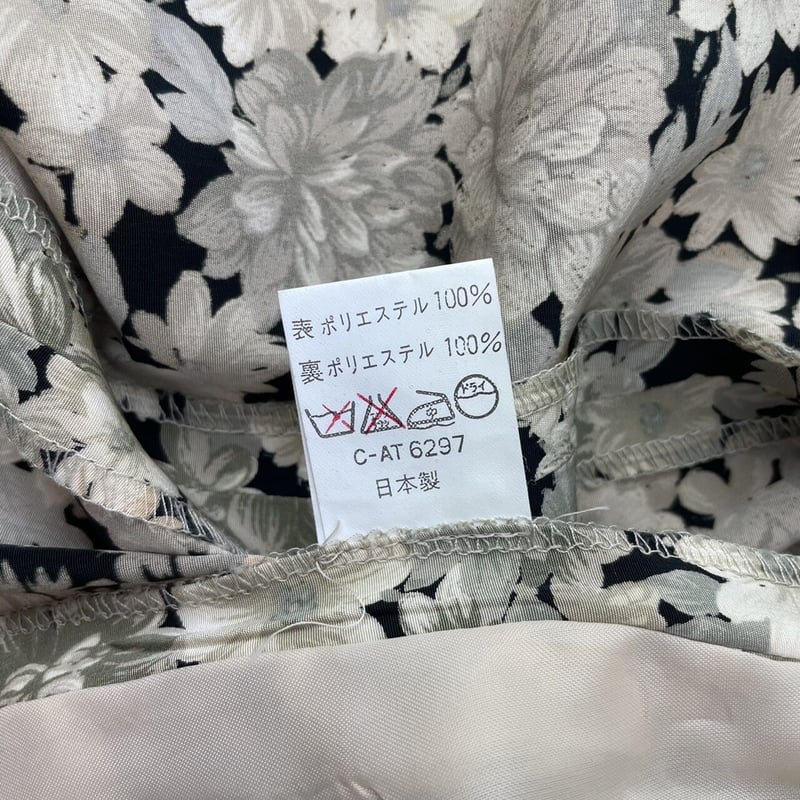 表 ポリエステル 100%
裏 ポリエステル 100%
ドライ
C-AT 6297
日本製